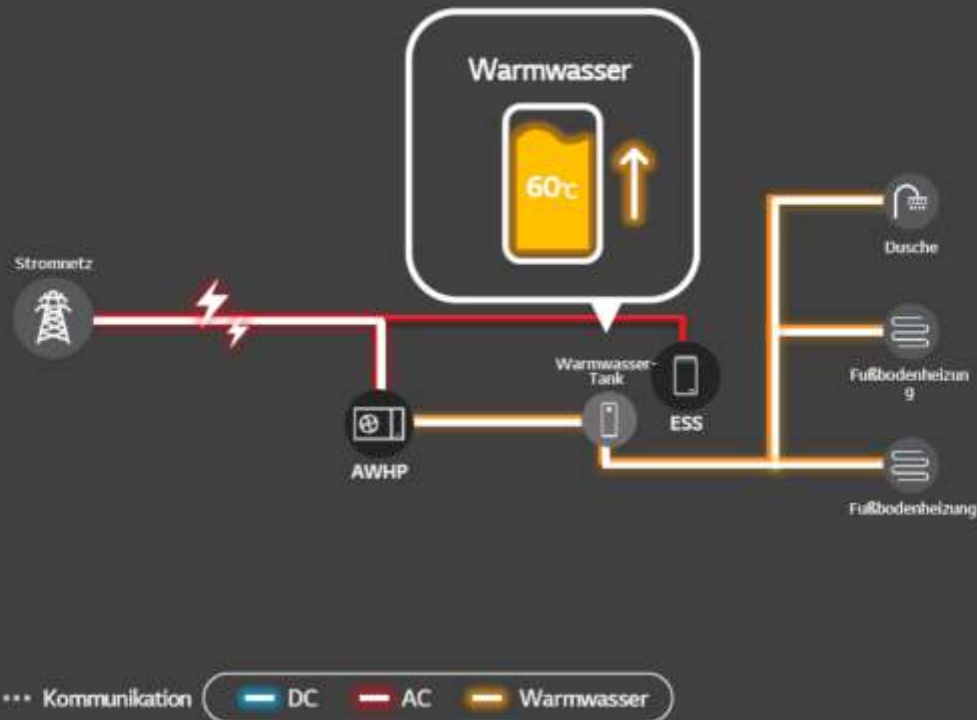 Warmwasser
60℃
Dusche
Stromnetz
Warmwasser-
Tank
Fußbodenheizun
g
ESS
AWHP
Fußbodenheizung
Kommunikation
DC
AC
Warmwasser